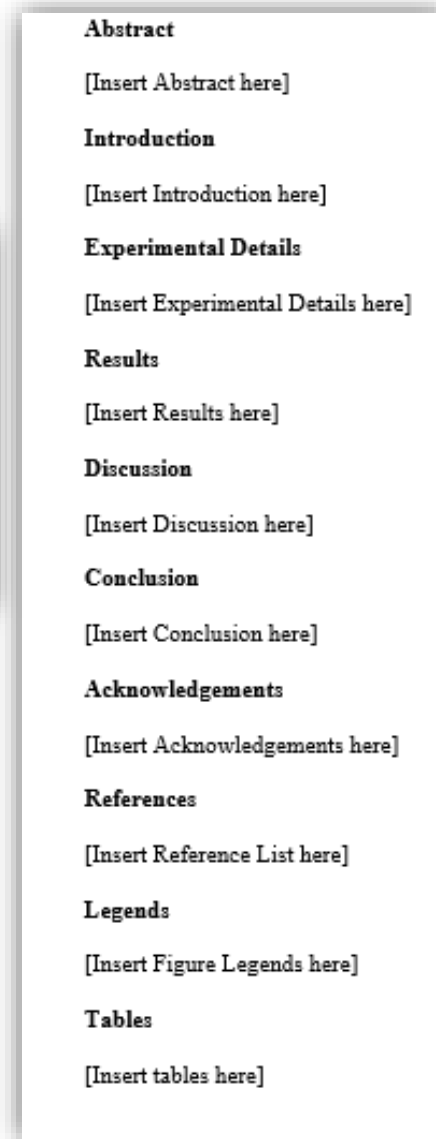 Abstract
[Insert Abstract here]
Introduction
[Insert Introduction here]
Experimental Details
[Insert Experimental Details here]
Results
[Insert Results here]
Discussion
[Insert Discussion here]
Conclusion
[Insert Conclusion here]
Acknowledgements
[Insert Acknowledgements here]
References
[Insert Reference List here]
Legends
[Insert Figure Legends here]
Tables
[Insert tables here]